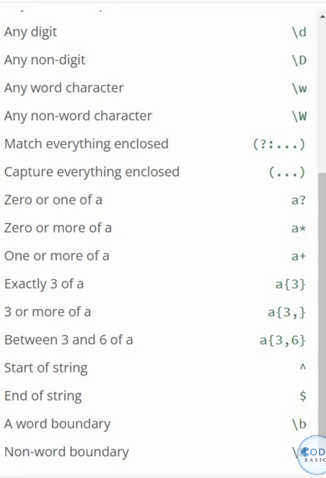 Any digit \d
Any non-digit \D
Any word character \w
Any non-word character \W
Match everything enclosed (?:...)
Capture everything enclosed (...)
Zero or one of a a?
Zero or more of a a*
One or more of a a+
Exactly 3 of a a{3}
3 or more of a a{3,}
Between 3 and 6 of a a{3,6}
Start of string ^
End of string $
A word boundary \b
Non-word boundary \